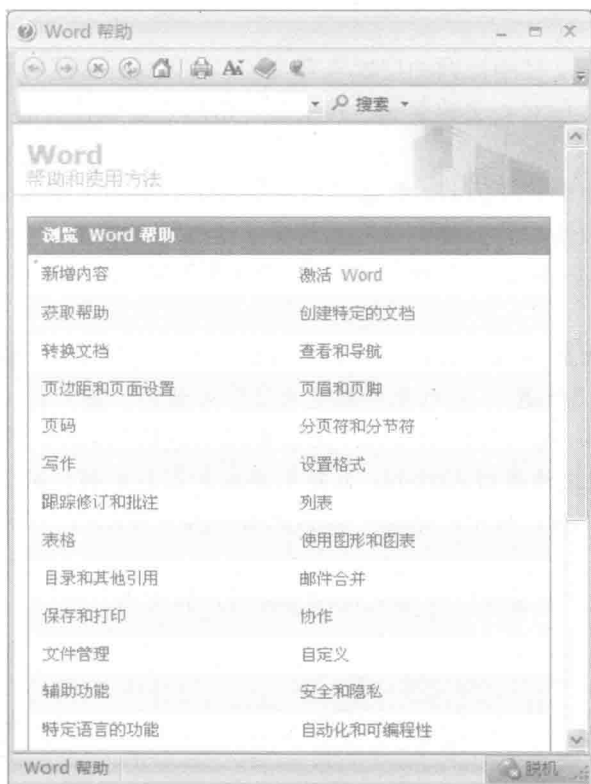 Word 帮助
搜索
Word
帮助和使用方法
浏览 Word 帮助
新增内容 激活 Word
获取帮助 创建特定的文档
转换文档 查看和导航
页边距和页面设置 页眉和页脚
页码 分页符和分节符
写作 设置格式
跟踪修订和批注 列表
表格 使用图形和图表
目录和其他引用 邮件合并
保存和打印 协作
文件管理 自定义
辅助功能 安全和隐私
特定语言的功能 自动化和可编程性
Word 帮助 脱机